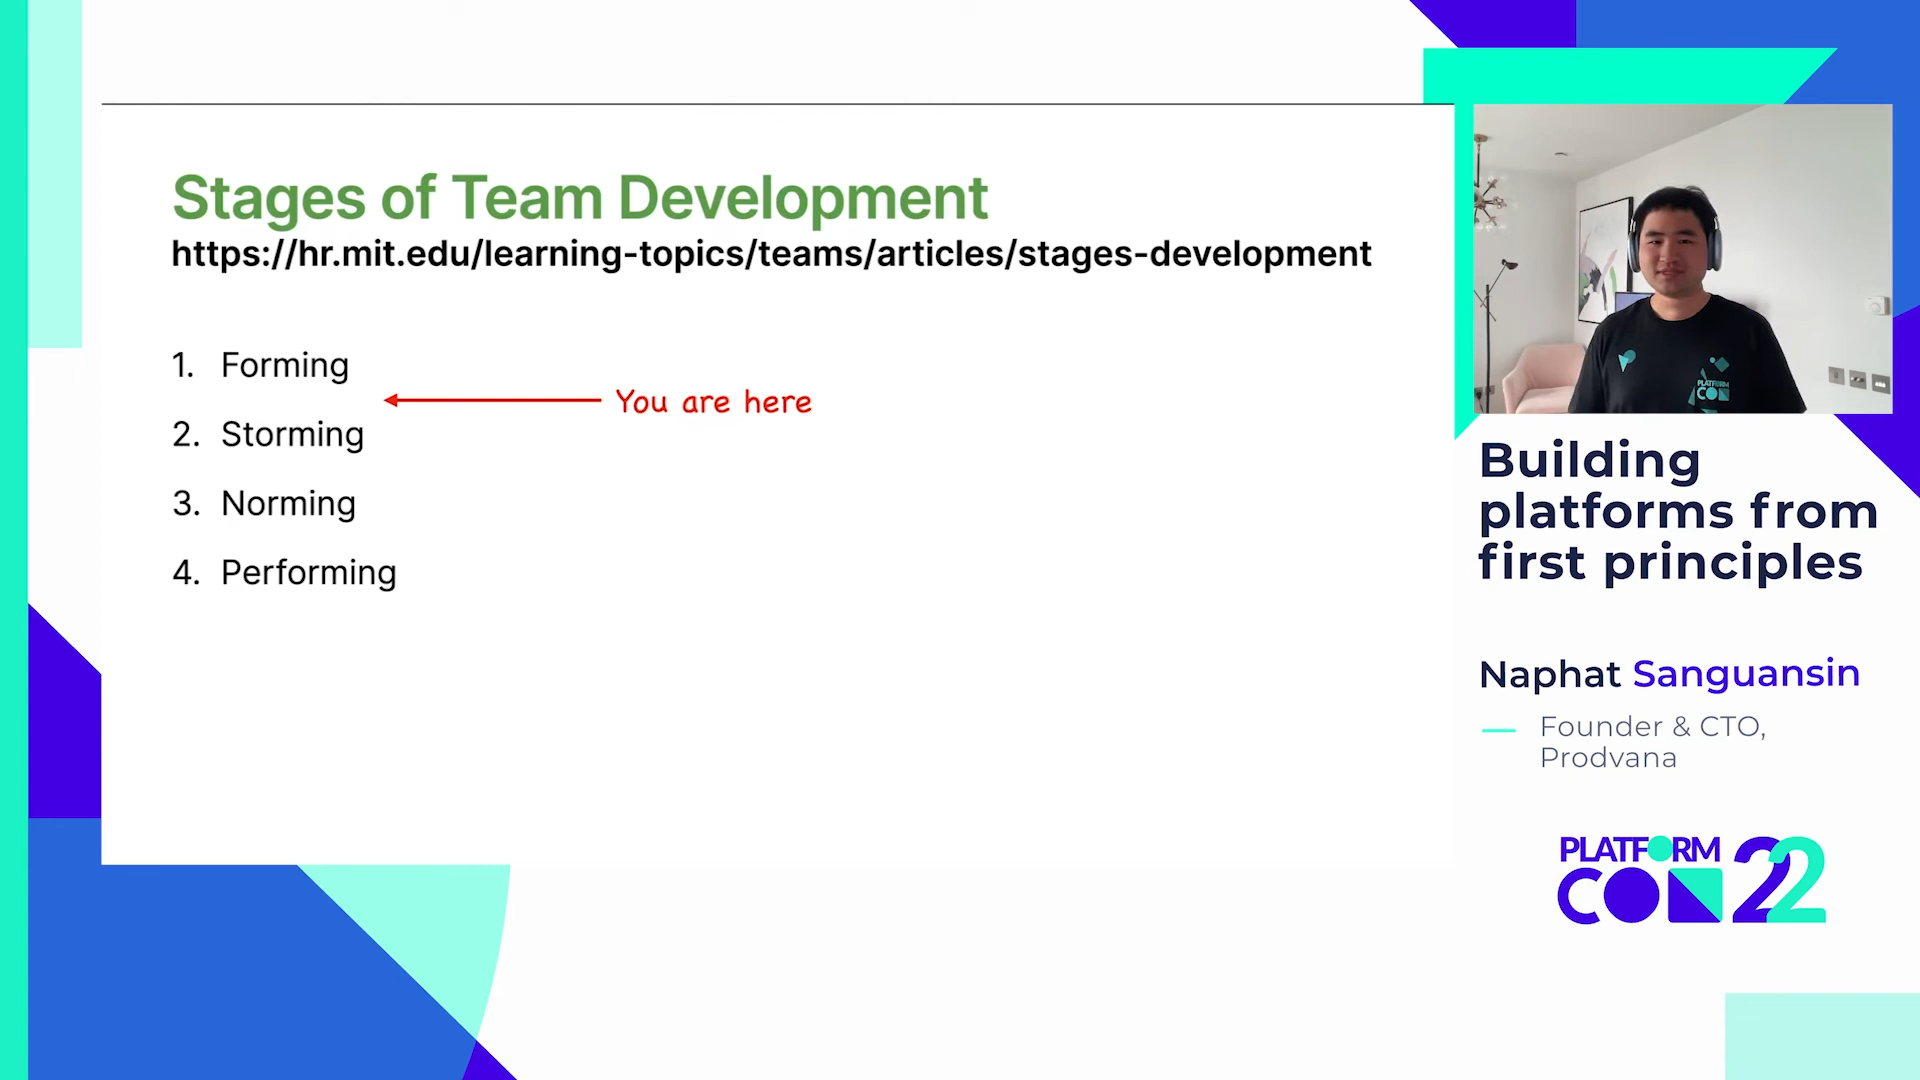 Stages of Team Development
https://hr.mit.edu/learning-topics/teams/articles/stages-development
1. Forming
You are here
2. Storming
3. Norming
4. Performing
PLATFORM
CON
Building
platforms from
first principles
Naphat Sanguansin
— Founder & CTO,
Prodvana
PLATFORM
CON 22